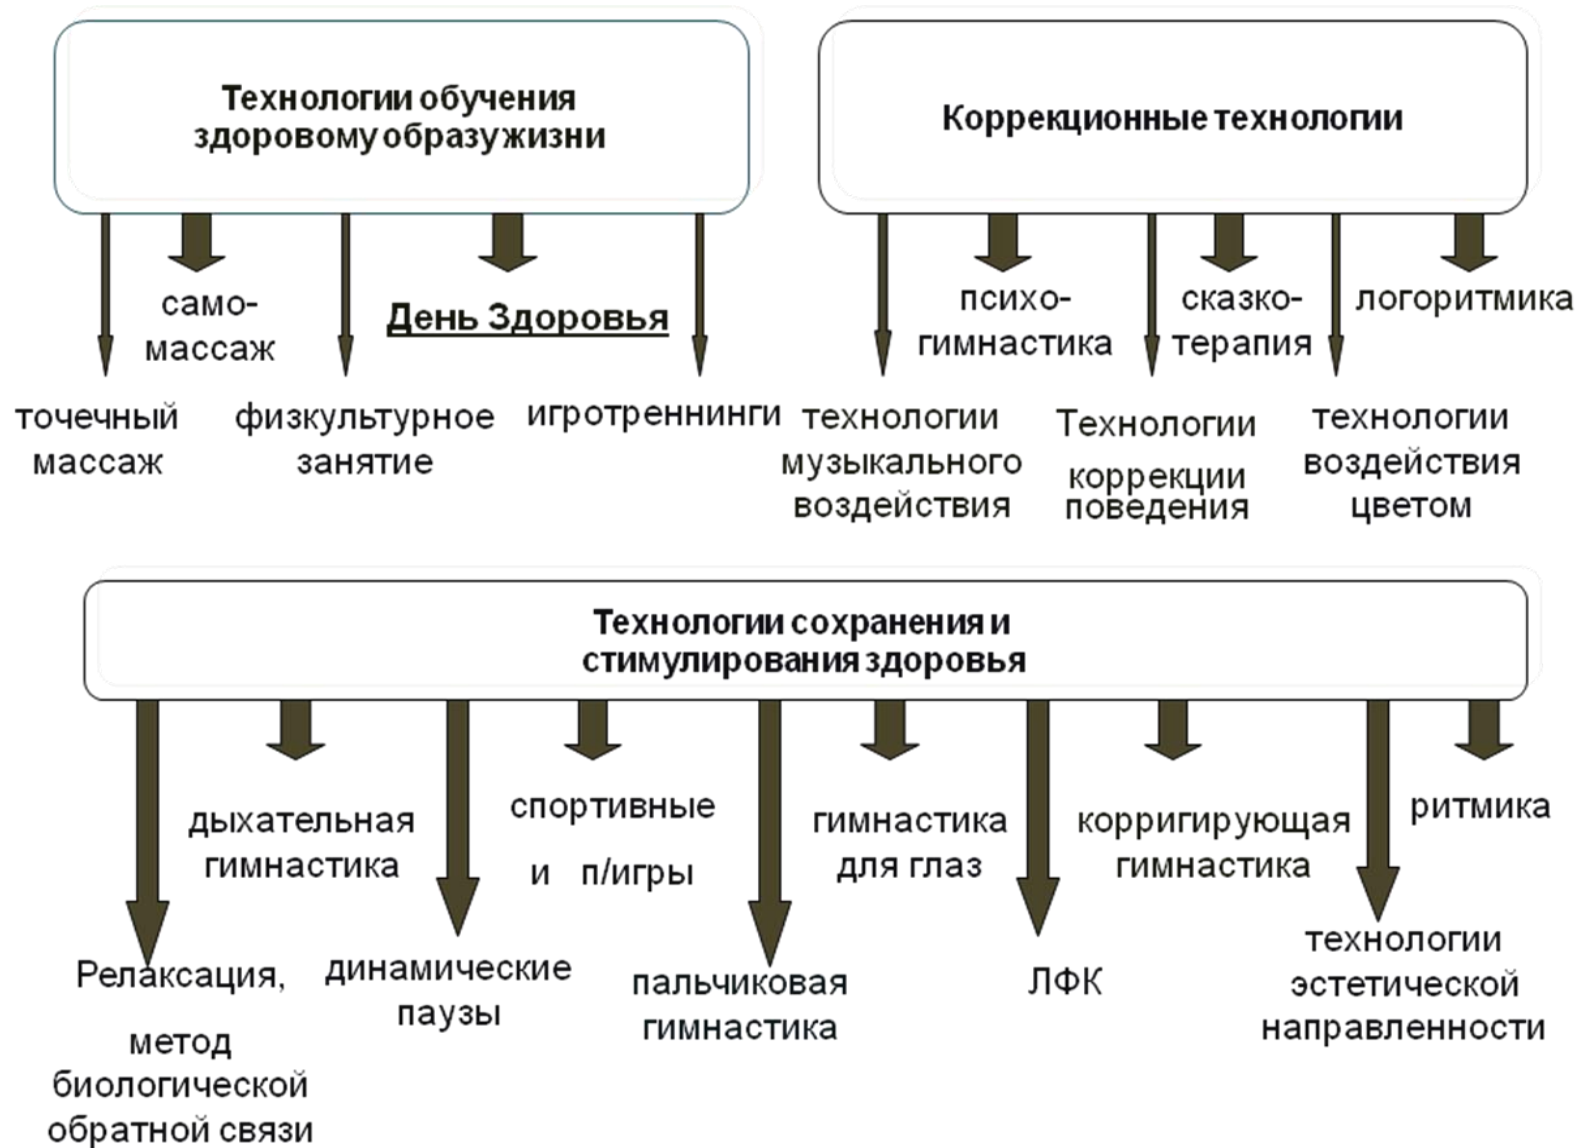 Технологии обучения
здоровому образу жизни
само-
массаж
День Здоровья
точечный
массаж
физкультурное
занятие
игротреннинги
Коррекционные технологии
психо-
гимнастика
сказко-
терапия
логоритмика
технологии
музыкального
воздействия
Технологии
коррекции
поведения
технологии
воздействия
цветом
Технологии сохранения и
стимулирования здоровья
дыхательная
гимнастика
спортивные
и п/игры
гимнастика
для глаз
корригирующая
гимнастика
ритмика
Релаксация,
метод
биологической
обратной связи
динамические
паузы
пальчиковая
гимнастика
ЛФК
технологии
эстетической
направленности